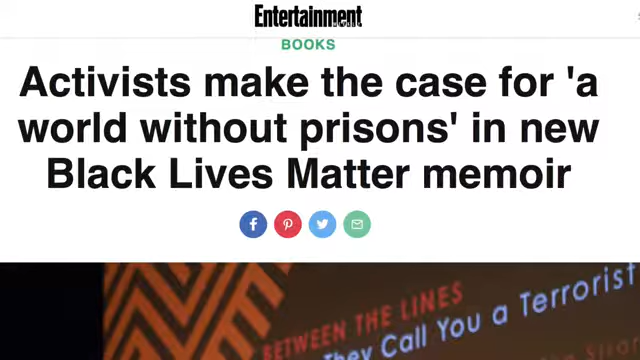 Entertainment
BOOKS
Activists make the case for 'a
world without prisons' in new
Black Lives Matter memoir
BETWEEN THE LINES
They Call You a Terrorist